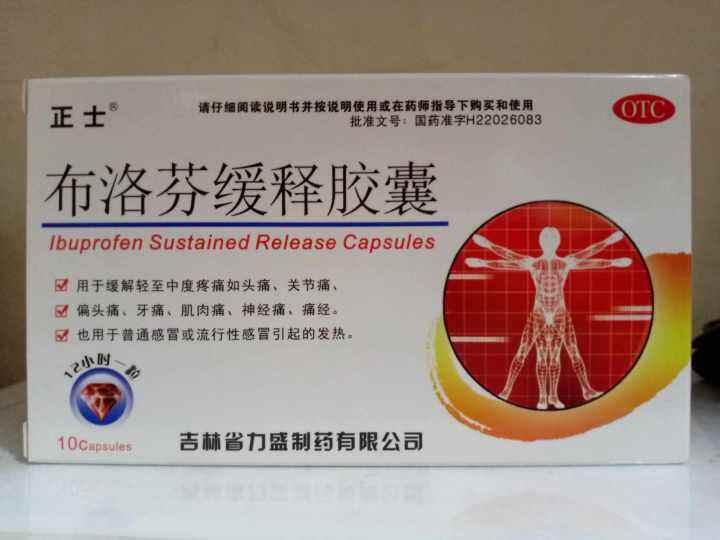 正士®
请仔细阅读说明书并按说明使用或在药师指导下购买和使用
批准文号：国药准字H22026083
OTC
布洛芬缓释胶囊
Ibuprofen Sustained Release Capsules
用于缓解轻至中度疼痛如头痛、关节痛、
偏头痛、牙痛、肌肉痛、神经痛、痛经。
也用于普通感冒或流行性感冒引起的发热。
12小时一粒
10Capsules
吉林省力盛制药有限公司